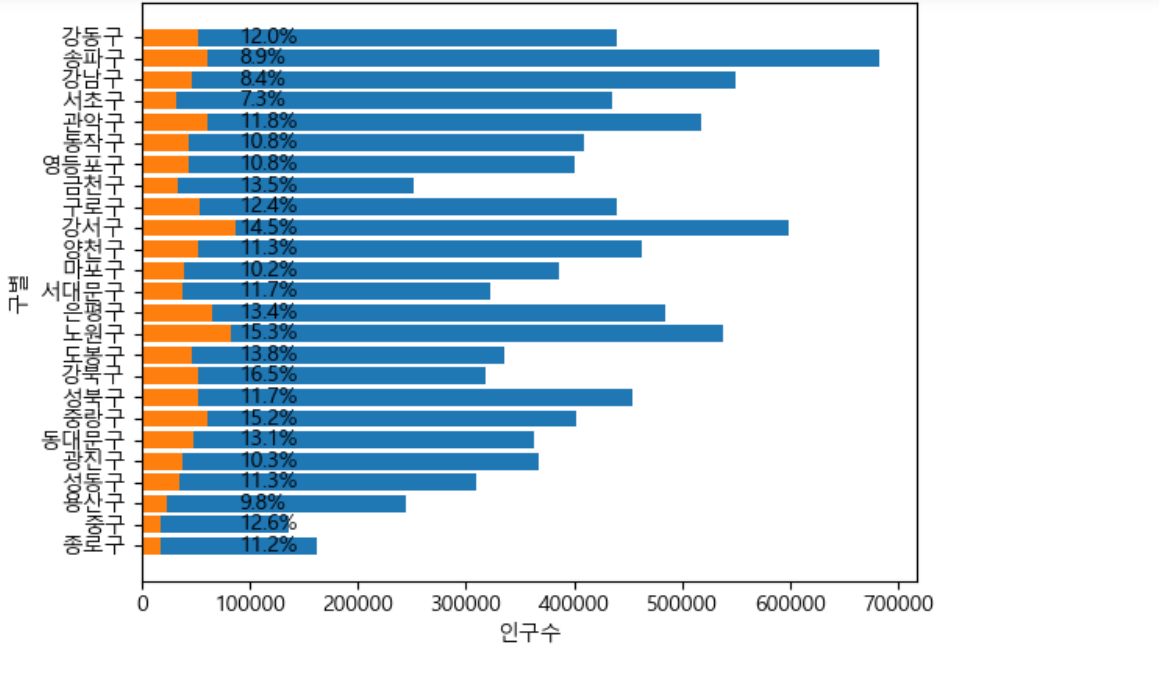 강동구 12.0%
송파구 8.9%
강남구 8.4%
서초구 7.3%
관악구 11.8%
동작구 10.8%
영등포구 10.8%
금천구 13.5%
구로구 12.4%
강서구 14.5%
양천구 11.3%
마포구 10.2%
서대문구 11.7%
은평구 13.4%
노원구 15.3%
도봉구 13.8%
강북구 16.5%
성북구 11.7%
중랑구 15.2%
동대문구 13.1%
광진구 10.3%
성동구 11.3%
용산구 9.8%
중구 12.6%
종로구 11.2%
구별
0 100000 200000 300000 400000 500000 600000 700000
인구수